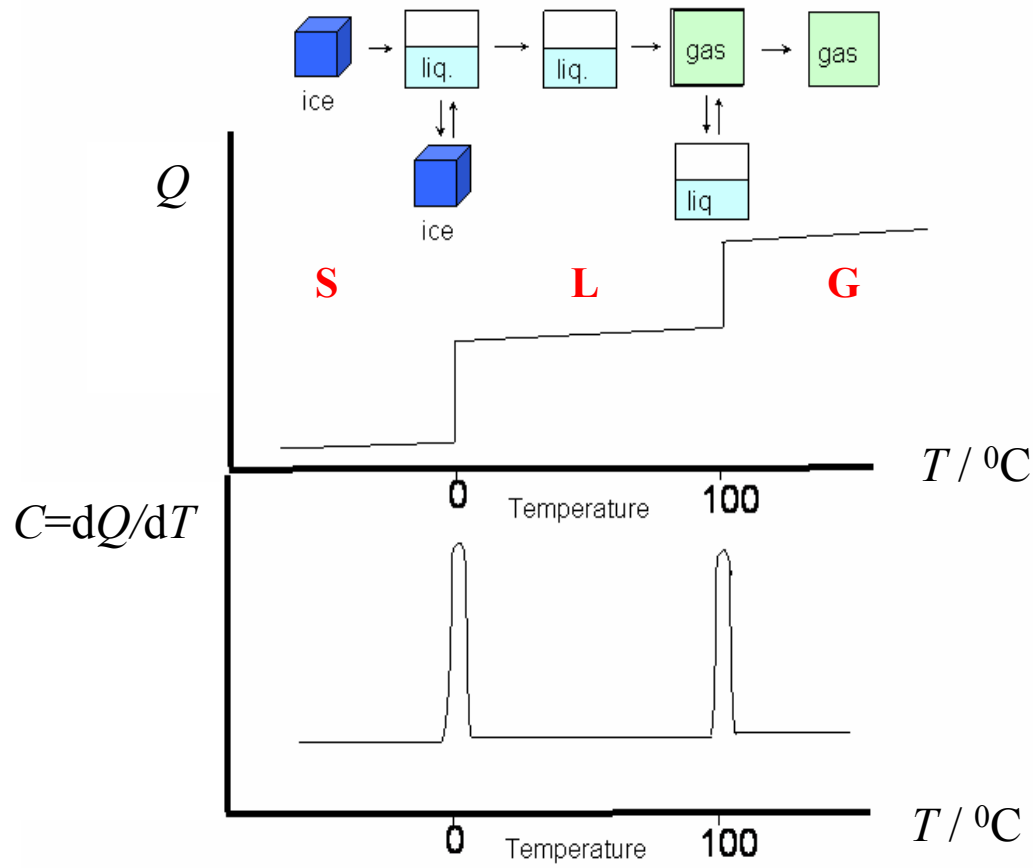 ice
liq.
liq.
gas
gas
ice
liq
Q
S
L
G
T / ⁰C
0
Temperature
100
C=dQ/dT
T / ⁰C
0
Temperature
100